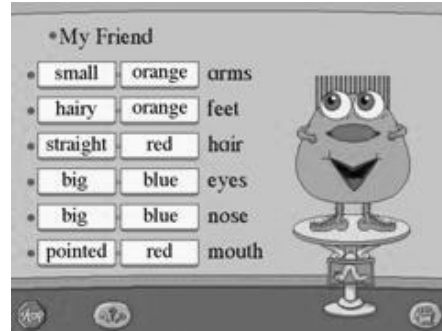 •My Friend
• small orange arms
• hairy orange feet
• straight red hair
• big blue eyes
• big blue nose
• pointed red mouth
Stop